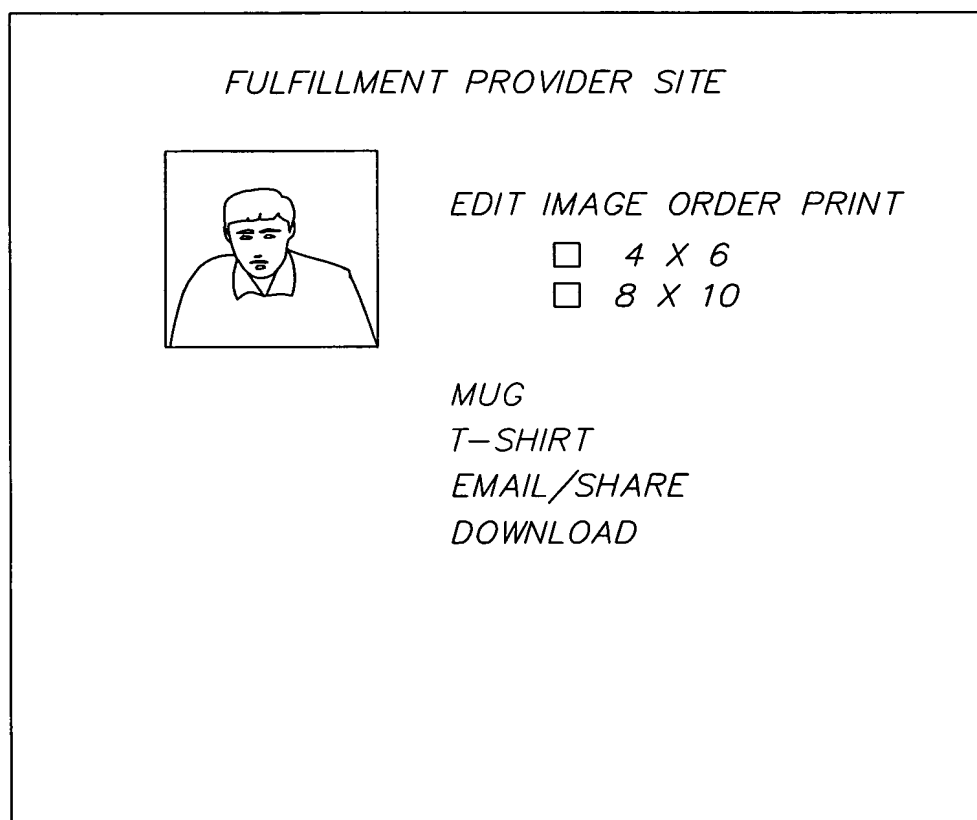 FULFILLMENT PROVIDER SITE
EDIT IMAGE ORDER PRINT
4 X 6
8 X 10
MUG
T-SHIRT
EMAIL/SHARE
DOWNLOAD